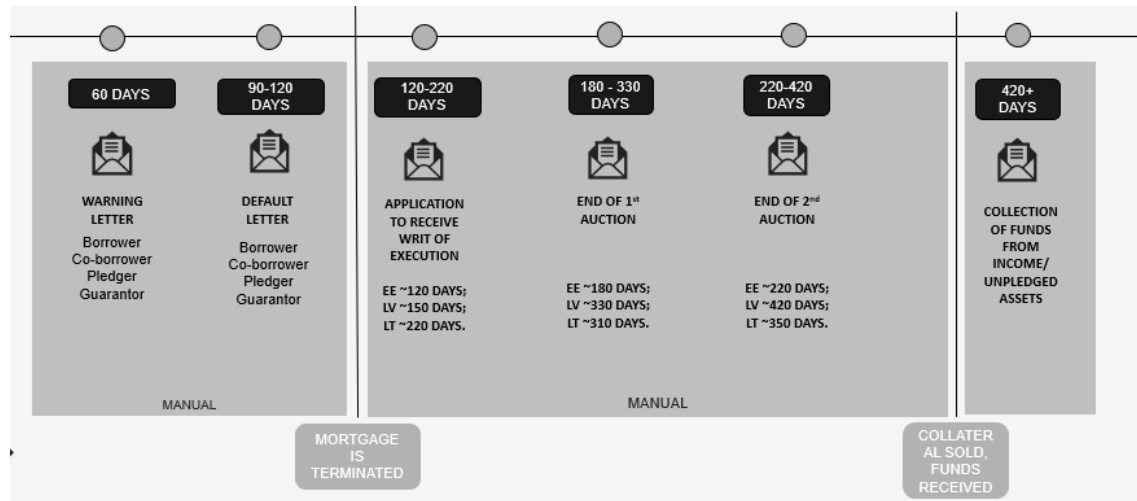 60 DAYS
WARNING
LETTER
Borrower
Co-borrower
Pledger
Guarantor
90-120
DAYS
DEFAULT
LETTER
Borrower
Co-borrower
Pledger
Guarantor
MANUAL
MORTGAGE
IS
TERMINATED
120-220
DAYS
APPLICATION
TO RECEIVE
WRIT OF
EXECUTION
EE ~120 DAYS;
LV ~150 DAYS;
LT ~220 DAYS.
180 - 330
DAYS
END OF 1st
AUCTION
EE ~180 DAYS;
LV ~330 DAYS;
LT ~310 DAYS.
220-420
DAYS
END OF 2nd
AUCTION
EE ~220 DAYS;
LV ~420 DAYS;
LT ~350 DAYS.
MANUAL
COLLATER
AL SOLD,
FUNDS
RECEIVED
420+
DAYS
COLLECTION
OF FUNDS
FROM
INCOME/
UNPLEDGED
ASSETS